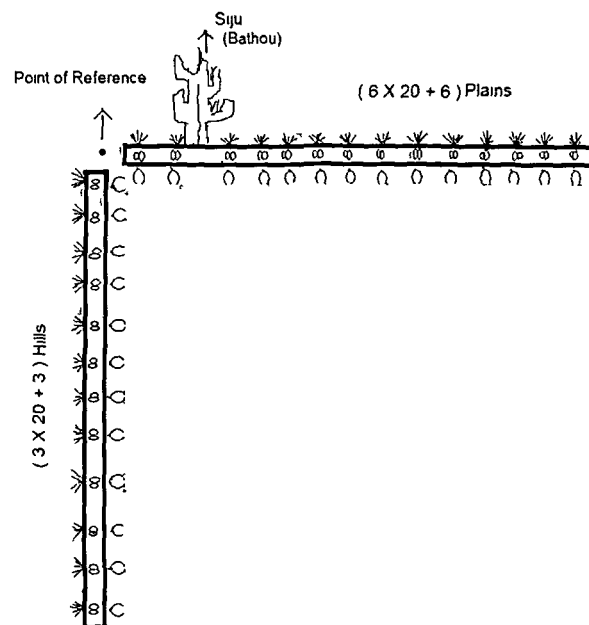 Siju
(Bathou)
Point of Reference
( 6 X 20 + 6 ) Plains
( 3 X 20 + 3 ) Hills